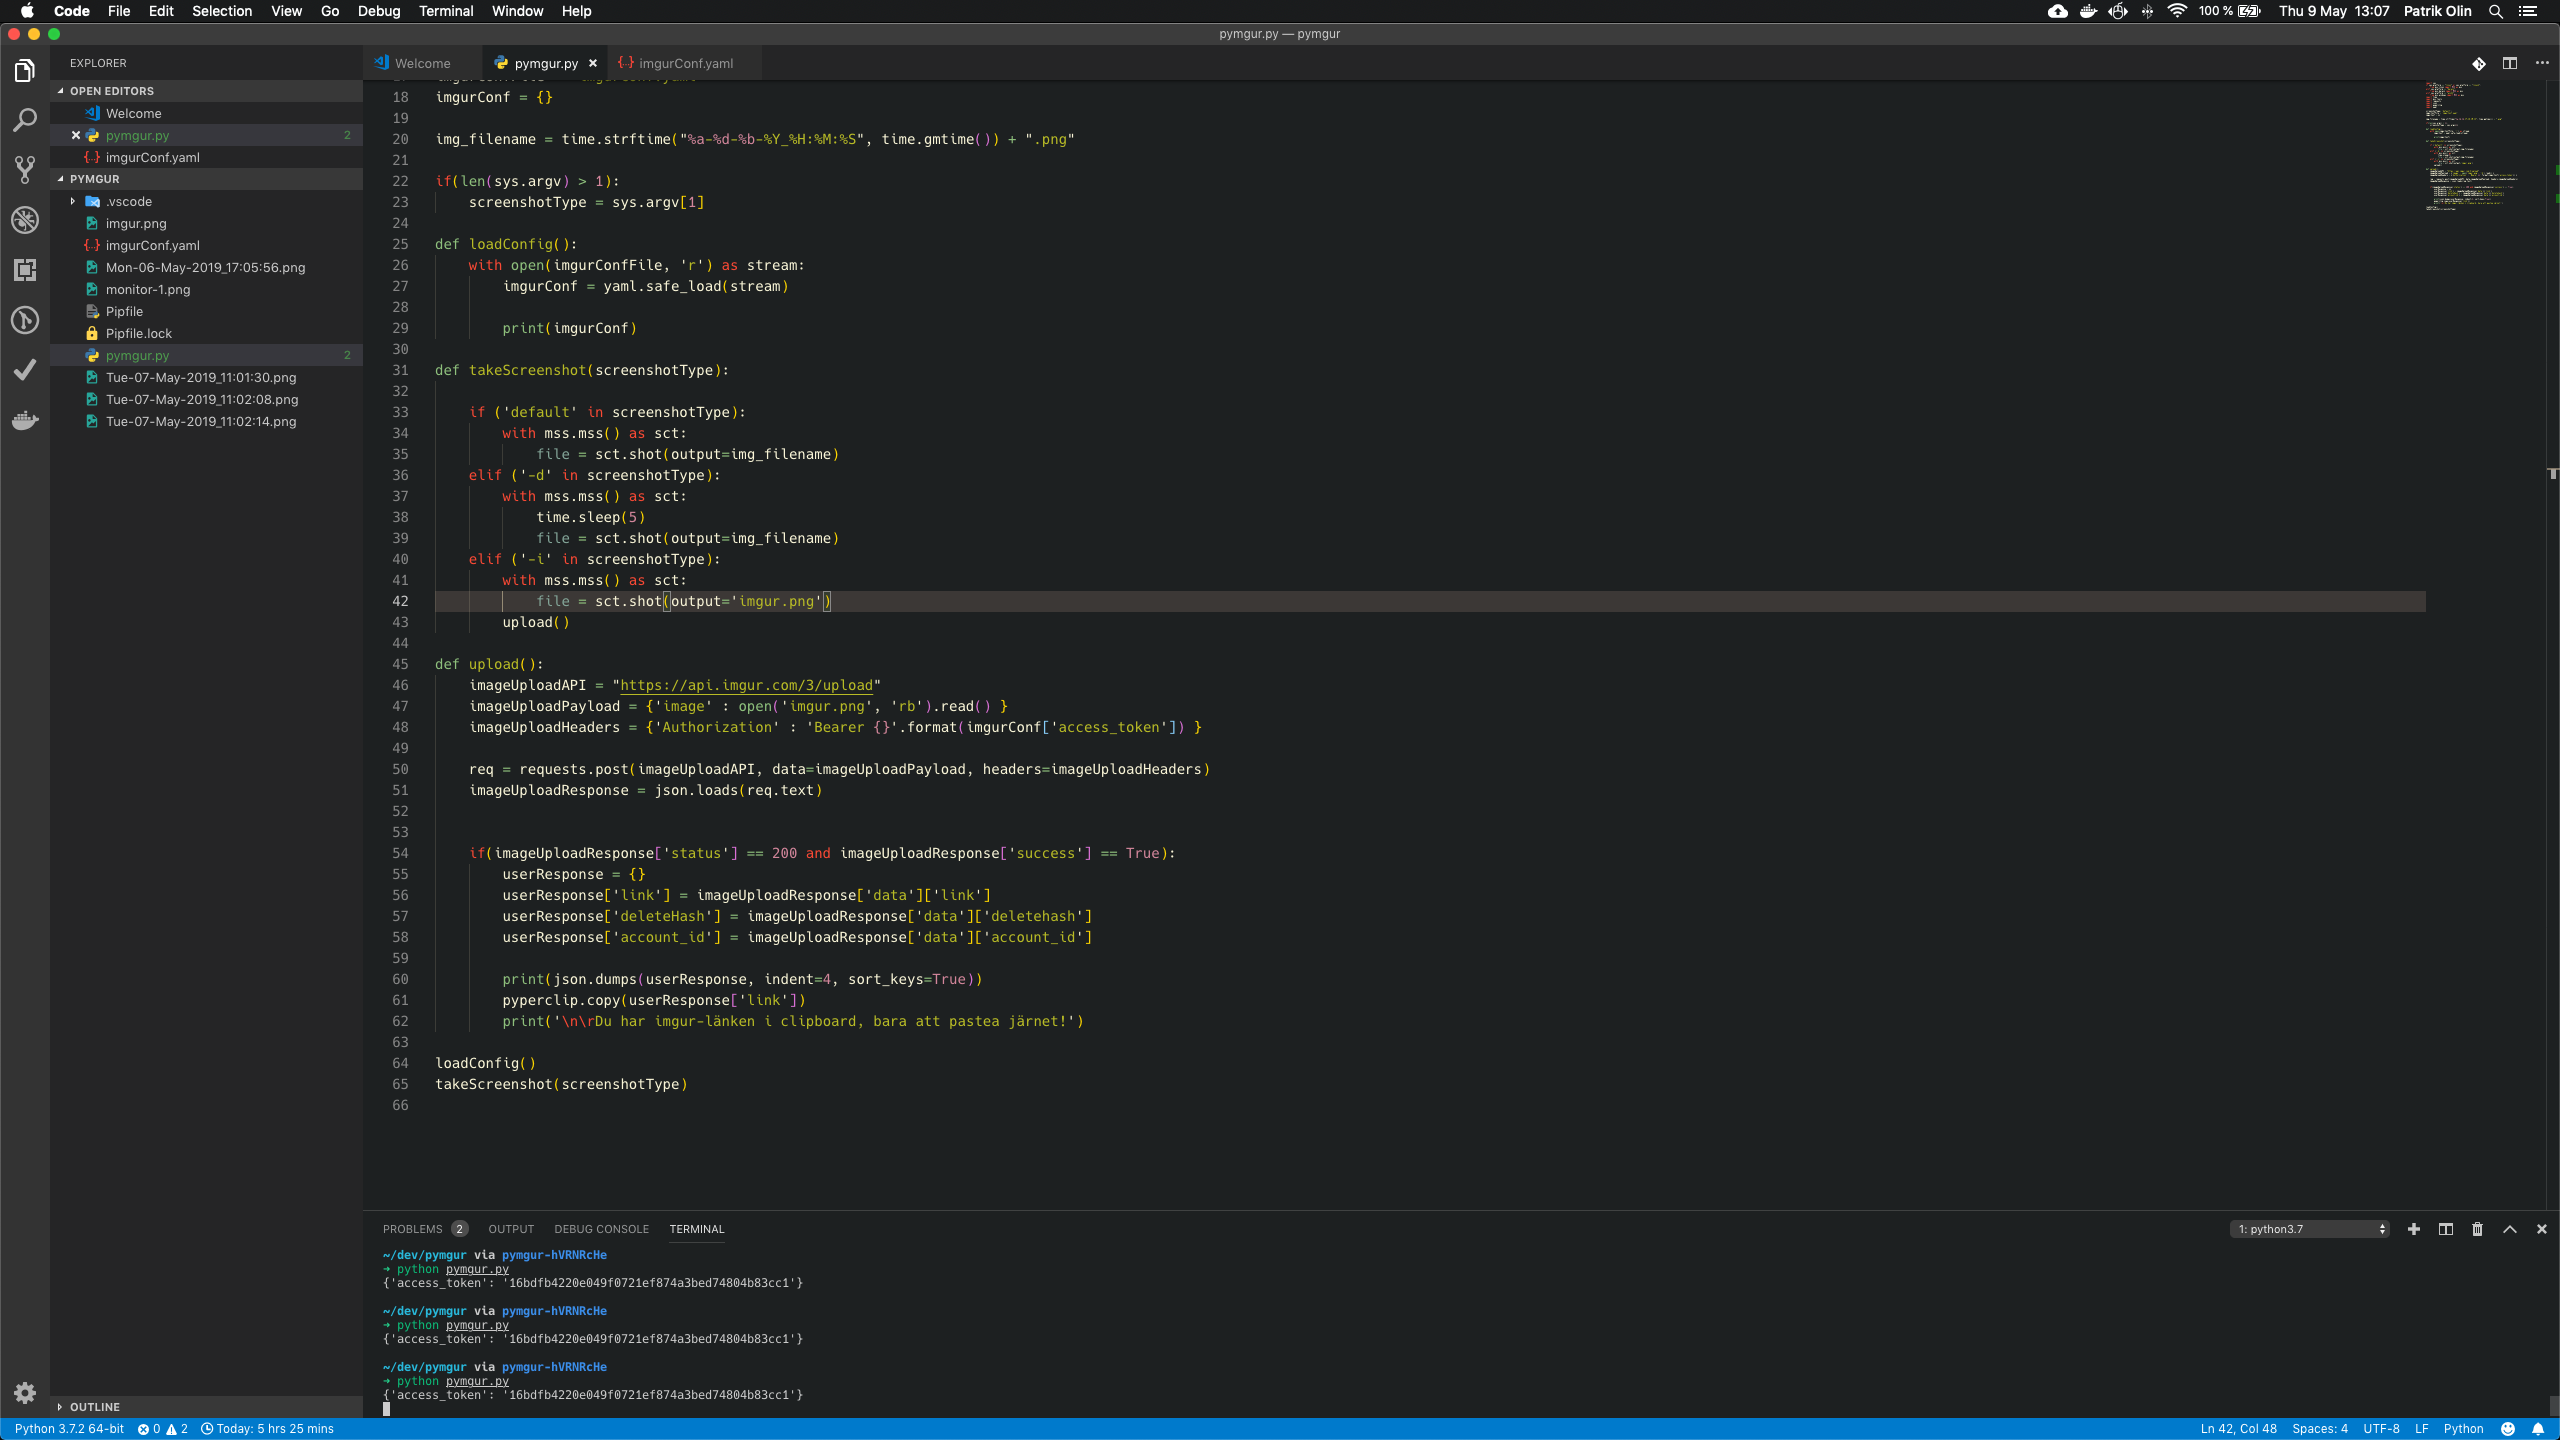 Code File Edit Selection View Go Debug Terminal Window Help
100 % Thu 9 May 13:07 Patrik Olin
pymgur.py — pymgur
EXPLORER
OPEN EDITORS
Welcome
pymgur.py 2
imgurConf.yaml
PYMGUR
.vscode
imgur.png
imgurConf.yaml
Mon-06-May-2019_17:05:56.png
monitor-1.png
Pipfile
Pipfile.lock
pymgur.py 2
Tue-07-May-2019_11:01:30.png
Tue-07-May-2019_11:02:08.png
Tue-07-May-2019_11:02:14.png
OUTLINE
Welcome pymgur.py imgurConf.yaml
18 imgurConf = {}
19
20 img_filename = time.strftime("%a-%d-%b-%Y_%H:%M:%S", time.gmtime()) + ".png"
21
22 if(len(sys.argv) > 1):
23     screenshotType = sys.argv[1]
24
25 def loadConfig():
26     with open(imgurConfFile, 'r') as stream:
27         imgurConf = yaml.safe_load(stream)
28
29         print(imgurConf)
30
31 def takeScreenshot(screenshotType):
32
33     if ('default' in screenshotType):
34         with mss.mss() as sct:
35             file = sct.shot(output=img_filename)
36     elif ('-d' in screenshotType):
37         with mss.mss() as sct:
38             time.sleep(5)
39             file = sct.shot(output=img_filename)
40     elif ('-i' in screenshotType):
41         with mss.mss() as sct:
42             file = sct.shot(output='imgur.png')
43         upload()
44
45 def upload():
46     imageUploadAPI = "https://api.imgur.com/3/upload"
47     imageUploadPayload = {'image' : open('imgur.png', 'rb').read() }
48     imageUploadHeaders = {'Authorization' : 'Bearer {}'.format(imgurConf['access_token']) }
49
50     req = requests.post(imageUploadAPI, data=imageUploadPayload, headers=imageUploadHeaders)
51     imageUploadResponse = json.loads(req.text)
52
53
54     if(imageUploadResponse['status'] == 200 and imageUploadResponse['success'] == True):
55         userResponse = {}
56         userResponse['link'] = imageUploadResponse['data']['link']
57         userResponse['deleteHash'] = imageUploadResponse['data']['deletehash']
58         userResponse['account_id'] = imageUploadResponse['data']['account_id']
59
60         print(json.dumps(userResponse, indent=4, sort_keys=True))
61         pyperclip.copy(userResponse['link'])
62         print('\n\rDu har imgur-länken i clipboard, bara att pastea järnet!')
63
64 loadConfig()
65 takeScreenshot(screenshotType)
66
PROBLEMS 2 OUTPUT DEBUG CONSOLE TERMINAL 1: python3.7
~/dev/pymgur via pymgur-hVRNRcHe
➜ python pymgur.py
{'access_token': '16bdfb4220e049f0721ef874a3bed74804b83cc1'}
~/dev/pymgur via pymgur-hVRNRcHe
➜ python pymgur.py
{'access_token': '16bdfb4220e049f0721ef874a3bed74804b83cc1'}
~/dev/pymgur via pymgur-hVRNRcHe
➜ python pymgur.py
{'access_token': '16bdfb4220e049f0721ef874a3bed74804b83cc1'}
Python 3.7.2 64-bit 0 2 Today: 5 hrs 25 mins Ln 42, Col 48 Spaces: 4 UTF-8 LF Python